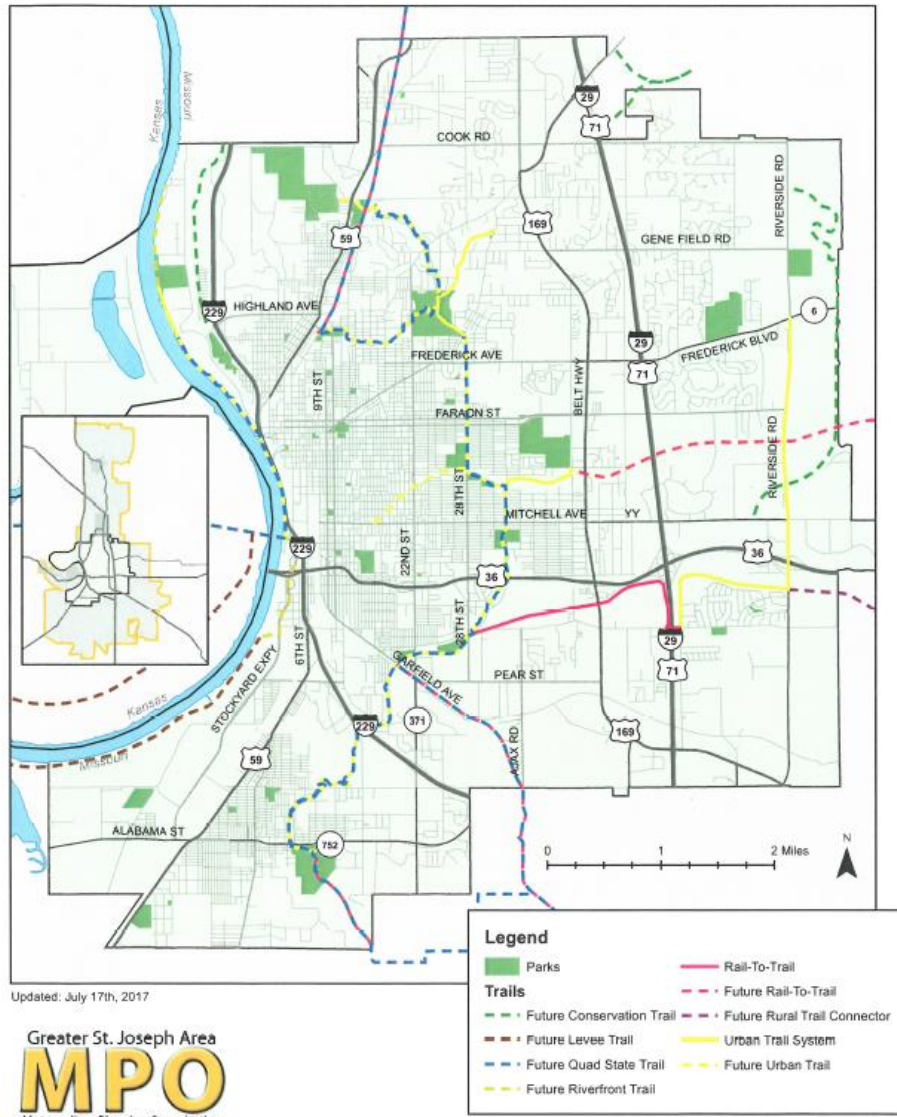 Kansas
Missouri
29
71
COOK RD
RIVERSIDE RD
59
169
GENE FIELD RD
229
HIGHLAND AVE
6
29
FREDERICK AVE
71
FREDERICK BLVD
9TH ST
BELT HWY
FARAON ST
RIVERSIDE RD
28TH ST
MITCHELL AVE
YY
22ND ST
229
36
36
28TH ST
6TH ST
29
GARFIELD AVE
PEAR ST
71
STOCKYARD EXPY
Kansas
371
229
169
Missouri
59
AJAX RD
ALABAMA ST
752
0 1 2 Miles
N
Legend
Parks
Trails
Future Conservation Trail
Future Levee Trail
Future Quad State Trail
Future Riverfront Trail
Rail-To-Trail
Future Rail-To-Trail
Future Rural Trail Connector
Urban Trail System
Future Urban Trail
Updated: July 17th, 2017
Greater St. Joseph Area
MPO